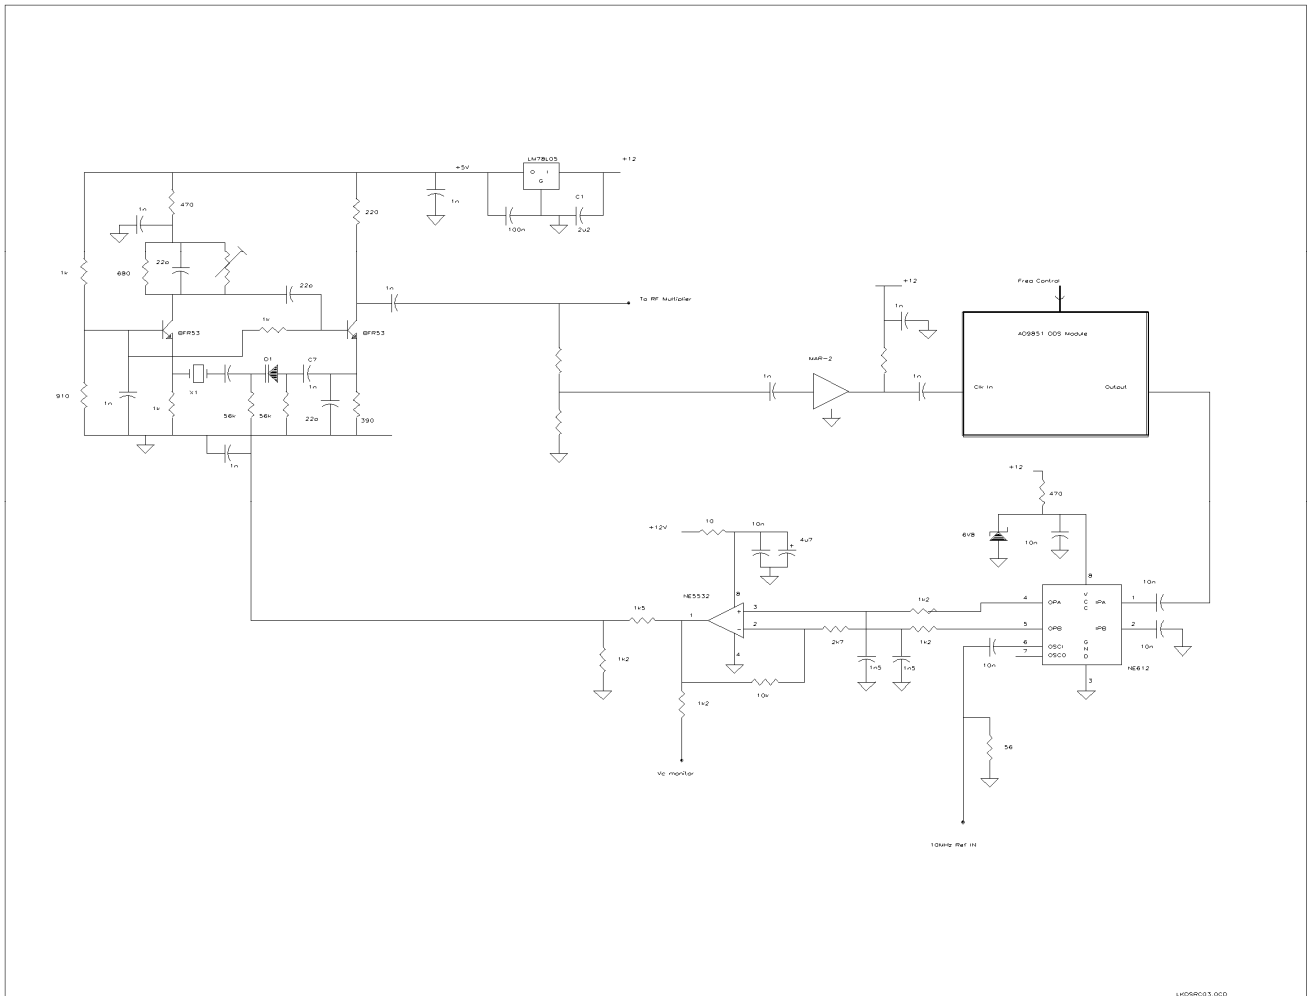 LM78L05
+12
+5V
O I
G
C1
1n
470
1n
220
100n
2u2
1k
680
22p
22p
1n
To RF Multiplier
+12
1n
Freq Control
1k
BFR53
BFR53
AD9851 DDS Module
MAR-2
D1
C7
1n
1n
1n
Clk In
Output
X1
910
1n
1k
56k
56k
22p
390
1n
+12
470
+12V
10
10n
4u7
+
6V8
10n
8
10n
NE5532
8
1k2
4
OPA
V
C
C
IPA
1
1k5
1
3
+
2
-
5
OPB
IPB
2
2k7
1k2
6
OSCI
G
N
D
10n
7
OSCO
4
1k2
1n5
1n5
10n
NE612
3
10k
1k2
56
Vc monitor
10MHz Ref IN
LKDSRC03.OCD